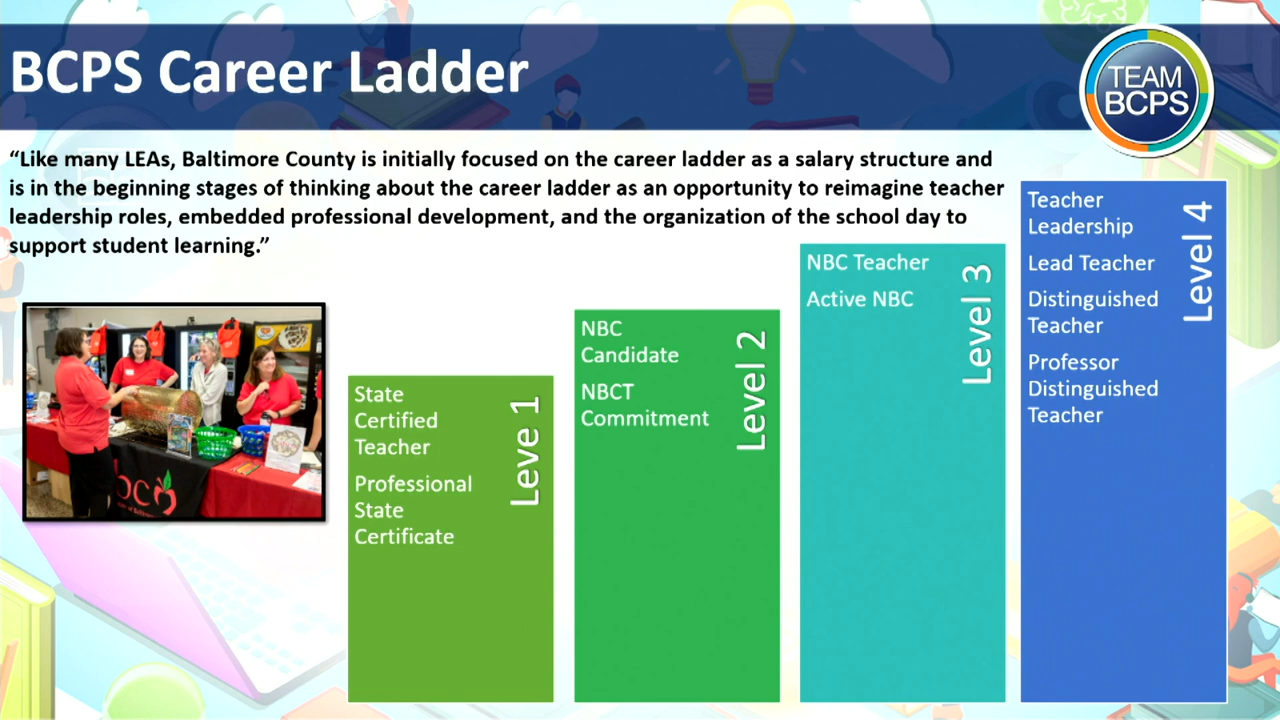 BCPS Career Ladder
TEAM
BCPS
“Like many LEAs, Baltimore County is initially focused on the career ladder as a salary structure and
is in the beginning stages of thinking about the career ladder as an opportunity to reimagine teacher
leadership roles, embedded professional development, and the organization of the school day to
support student learning.”
State
Certified
Teacher
Professional
State
Certificate
Leve 1
NBC
Candidate
NBCT
Commitment
Level 2
NBC Teacher
Active NBC
Level 3
Teacher
Leadership
Lead Teacher
Distinguished
Teacher
Professor
Distinguished
Teacher
Level 4